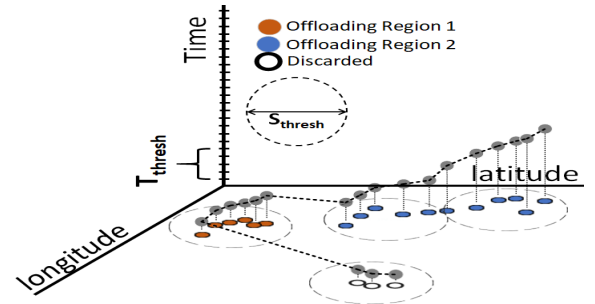 Time
Offloading Region 1
Offloading Region 2
Discarded
Sthresh
Tthresh
latitude
longitude